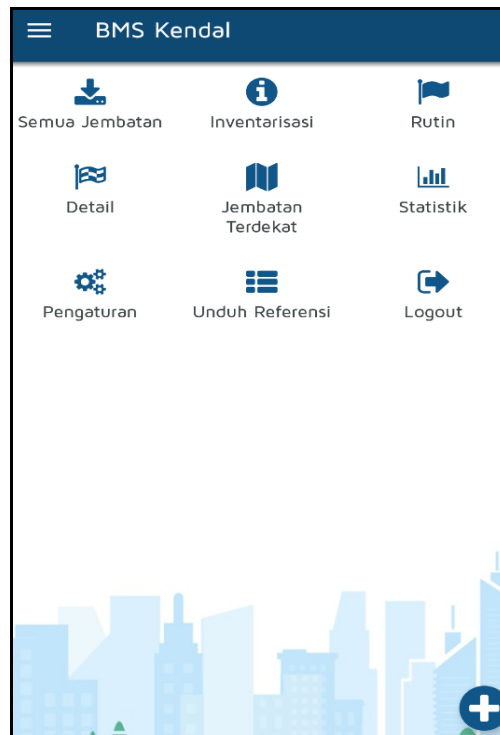 BMS Kendal
Semua Jembatan
Inventarisasi
Rutin
Detail
Jembatan
Terdekat
Statistik
Pengaturan
Unduh Referensi
Logout